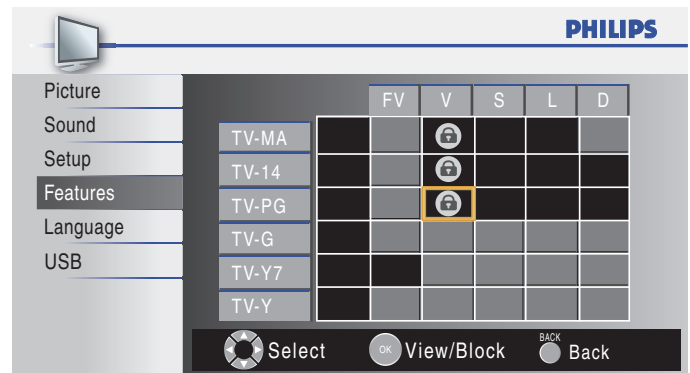 PHILIPS
Picture
Sound
Setup
Features
Language
USB
FV V S L D
TV-MA
TV-14
TV-PG
TV-G
TV-Y7
TV-Y
Select OK View/Block BACK Back